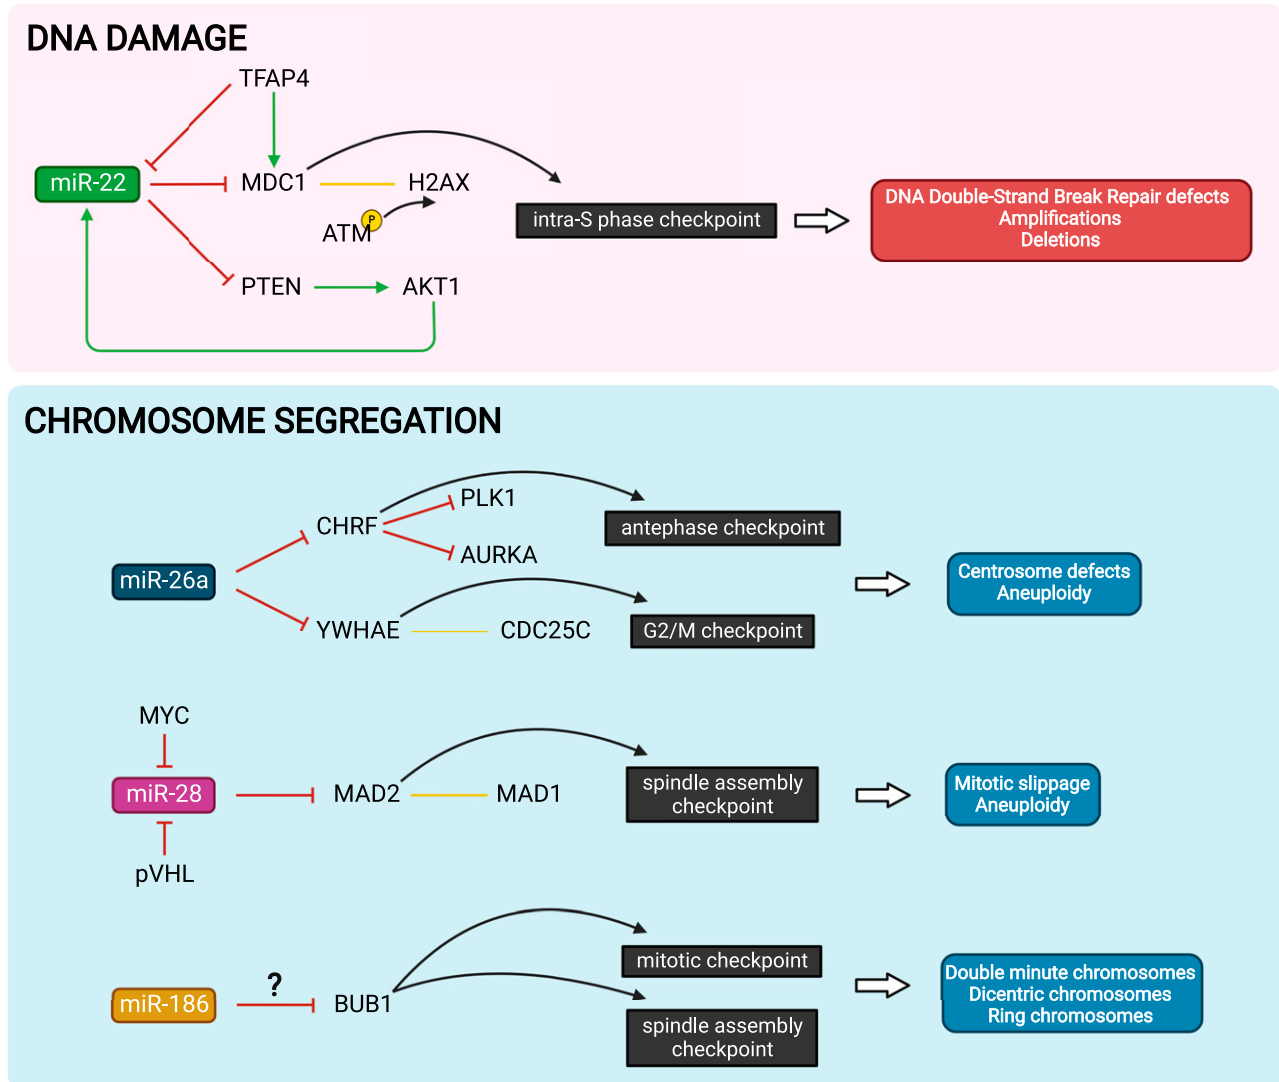 DNA DAMAGE
TFAP4
miR-22
MDC1
H2AX
P
ATM
intra-S phase checkpoint
DNA Double-Strand Break Repair defects
Amplifications
Deletions
PTEN
AKT1
CHROMOSOME SEGREGATION
PLK1
CHRF
antephase checkpoint
AURKA
miR-26a
Centrosome defects
Aneuploidy
YWHAE
CDC25C
G2/M checkpoint
MYC
miR-28
MAD2
MAD1
spindle assembly
checkpoint
Mitotic slippage
Aneuploidy
pVHL
mitotic checkpoint
?
miR-186
BUB1
Double minute chromosomes
Dicentric chromosomes
Ring chromosomes
spindle assembly
checkpoint